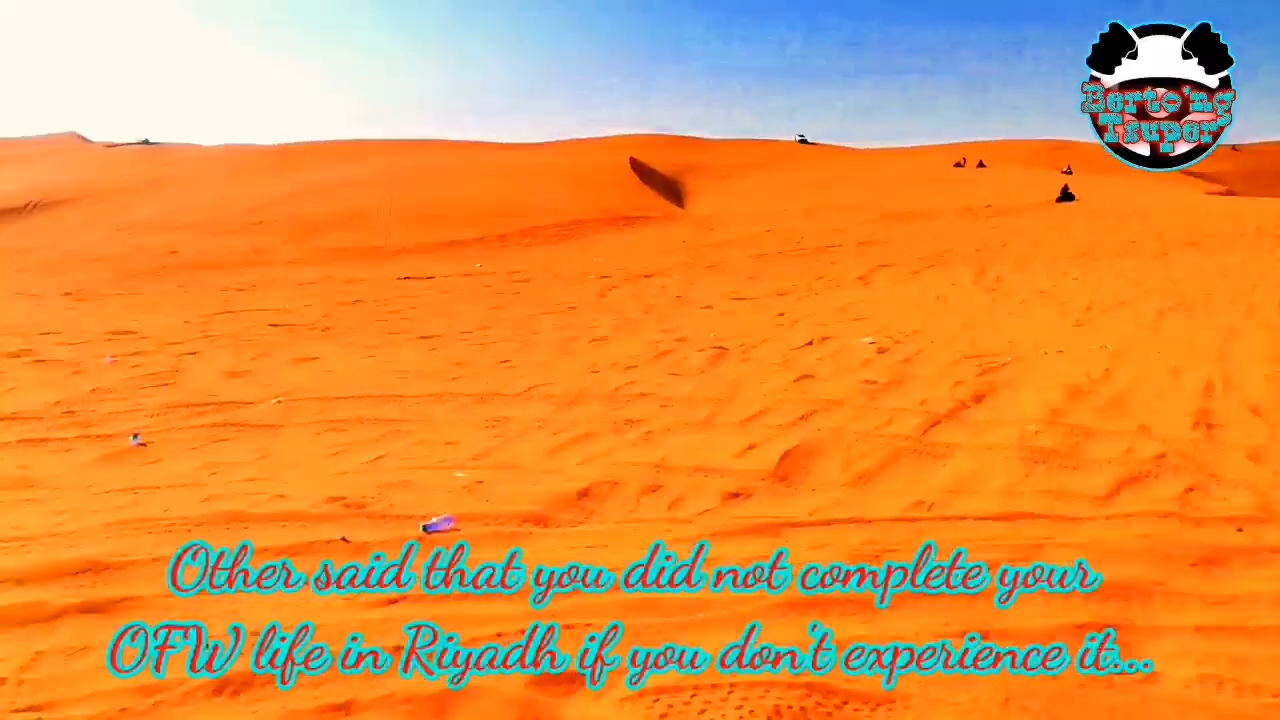 Berto'ng
Tsuper
Other said that you did not complete your
OFW life in Riyadh if you don't experience it...